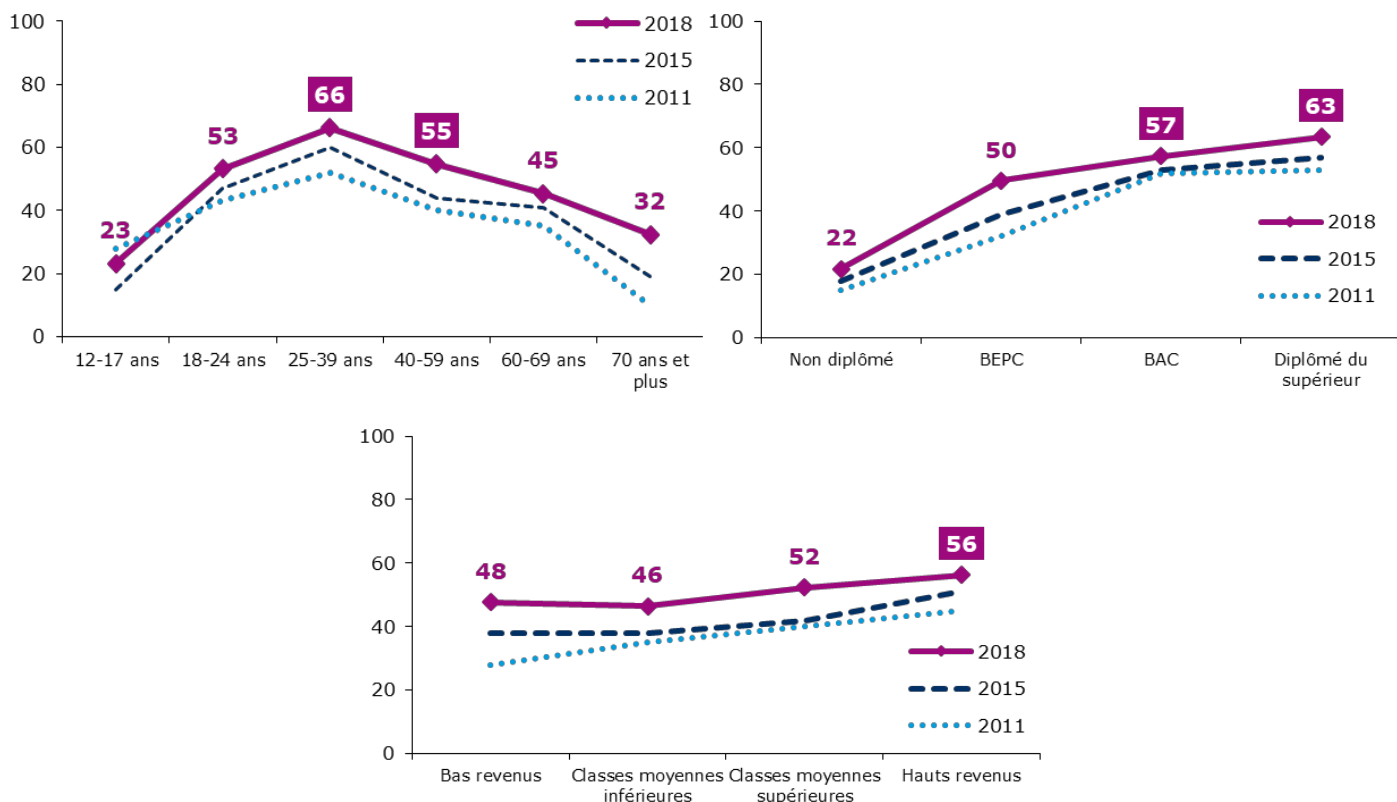 100
80
60
40
20
0
2018
2015
2011
23
53
66
55
45
32
12-17 ans
18-24 ans
25-39 ans
40-59 ans
60-69 ans
70 ans et
plus
100
80
60
40
20
0
22
50
57
63
2018
2015
2011
Non diplômé
BEPC
BAC
Diplômé du
supérieur
100
80
60
40
20
0
48
46
52
56
2018
2015
2011
Bas revenus
Classes moyennes
inférieures
Classes moyennes
supérieures
Hauts revenus